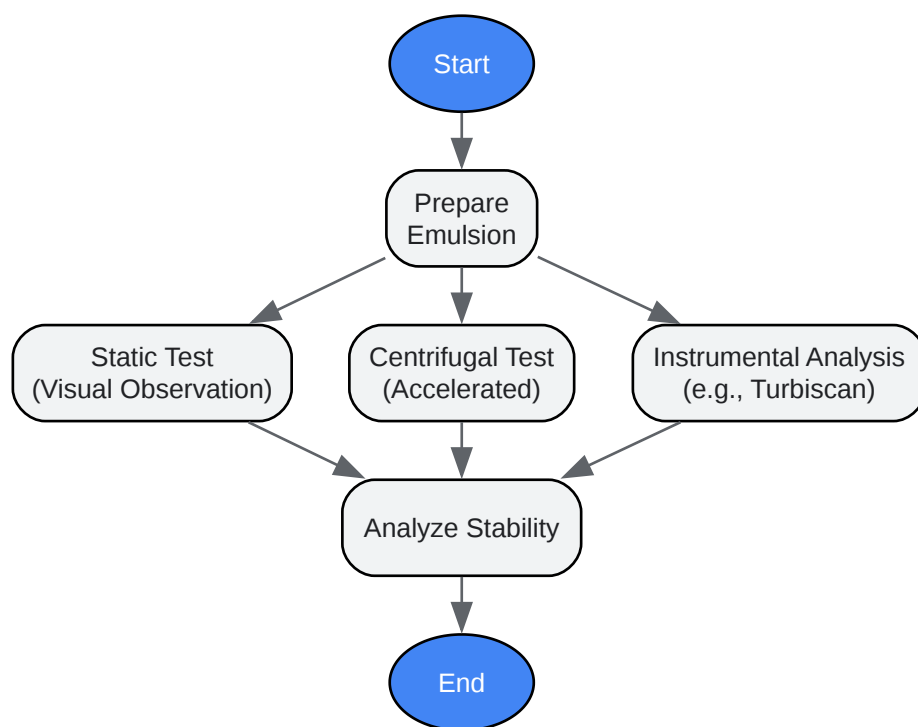 Start
Prepare
Emulsion
Static Test
(Visual Observation)
Centrifugal Test
(Accelerated)
Instrumental Analysis
(e.g., Turbiscan)
Analyze Stability
End